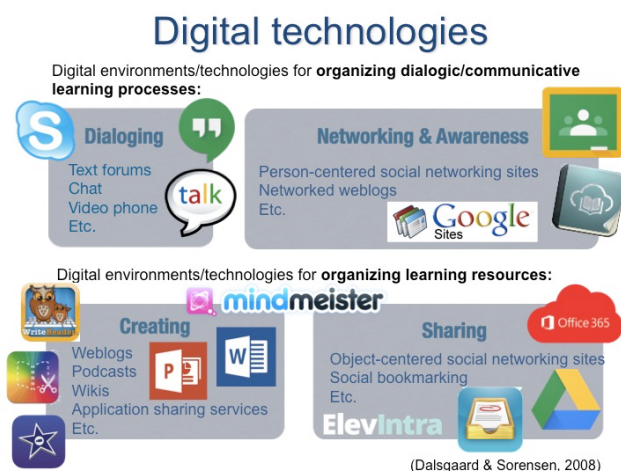 Digital technologies
Digital environments/technologies for organizing dialogic/communicative
learning processes:
Dialoging
Text forums
Chat
Video phone
Etc.
talk
Networking & Awareness
Person-centered social networking sites
Networked weblogs
Etc.
Google
Sites
Digital environments/technologies for organizing learning resources:
mindmeister
WriteReader
Creating
Weblogs
Podcasts
Wikis
Application sharing services
Etc.
P
W
Sharing
Office 365
Object-centered social networking sites
Social bookmarking
Etc.
ElevIntra
(Dalsgaard & Sorensen, 2008)